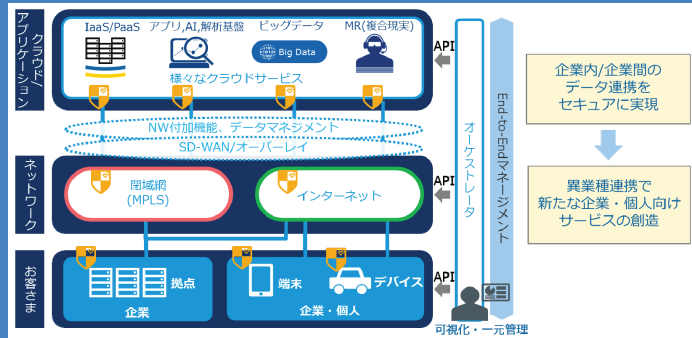 クラウド/
アプリケーション
IaaS/PaaS
アプリ,AI,解析基盤
ビッグデータ
MR(複合現実)
Big Data
様々なクラウドサービス
API
NW付加機能、データマネジメント
SD-WAN/オーバーレイ
ネットワーク
閉域網
(MPLS)
インターネット
API
お客さま
拠点
企業
端末
デバイス
企業・個人
API
オーケストレータ
End-to-Endマネージメント
可視化・一元管理
企業内/企業間の
データ連携を
セキュアに実現
異業種連携で
新たな企業・個人向け
サービスの創造